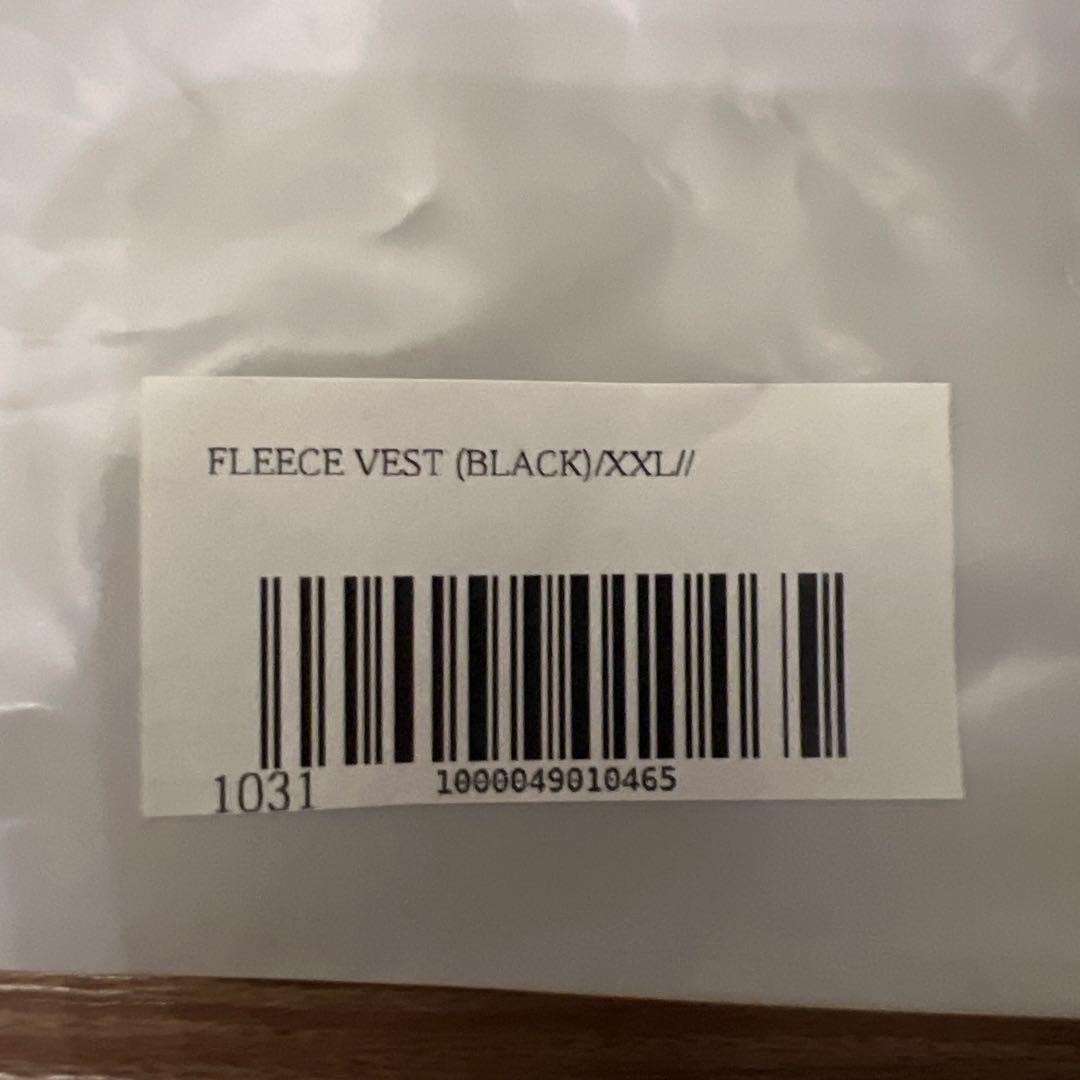 FLEECE VEST (BLACK)/XXL//
1031
1000049010465